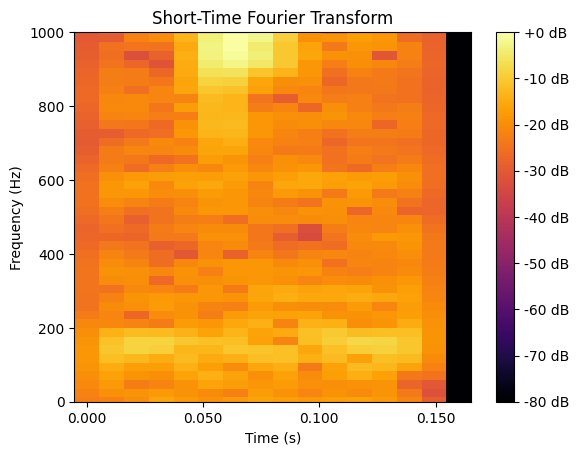 Short-Time Fourier Transform
1000
800
600
400
200
0
Frequency (Hz)
0.000
0.050
0.100
0.150
Time (s)
+0 dB
-10 dB
-20 dB
-30 dB
-40 dB
-50 dB
-60 dB
-70 dB
-80 dB